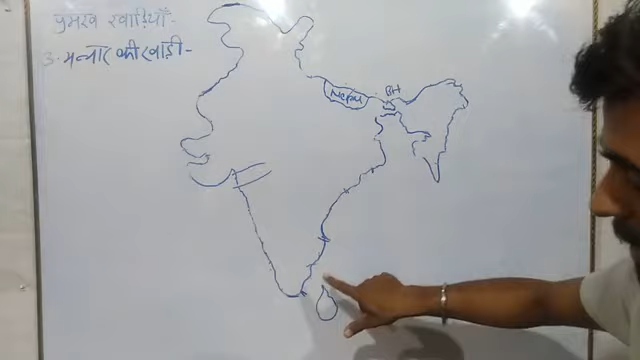 प्रमुख खाड़ियाँ-
3. मन्नार की खाड़ी -
Nepal
BH